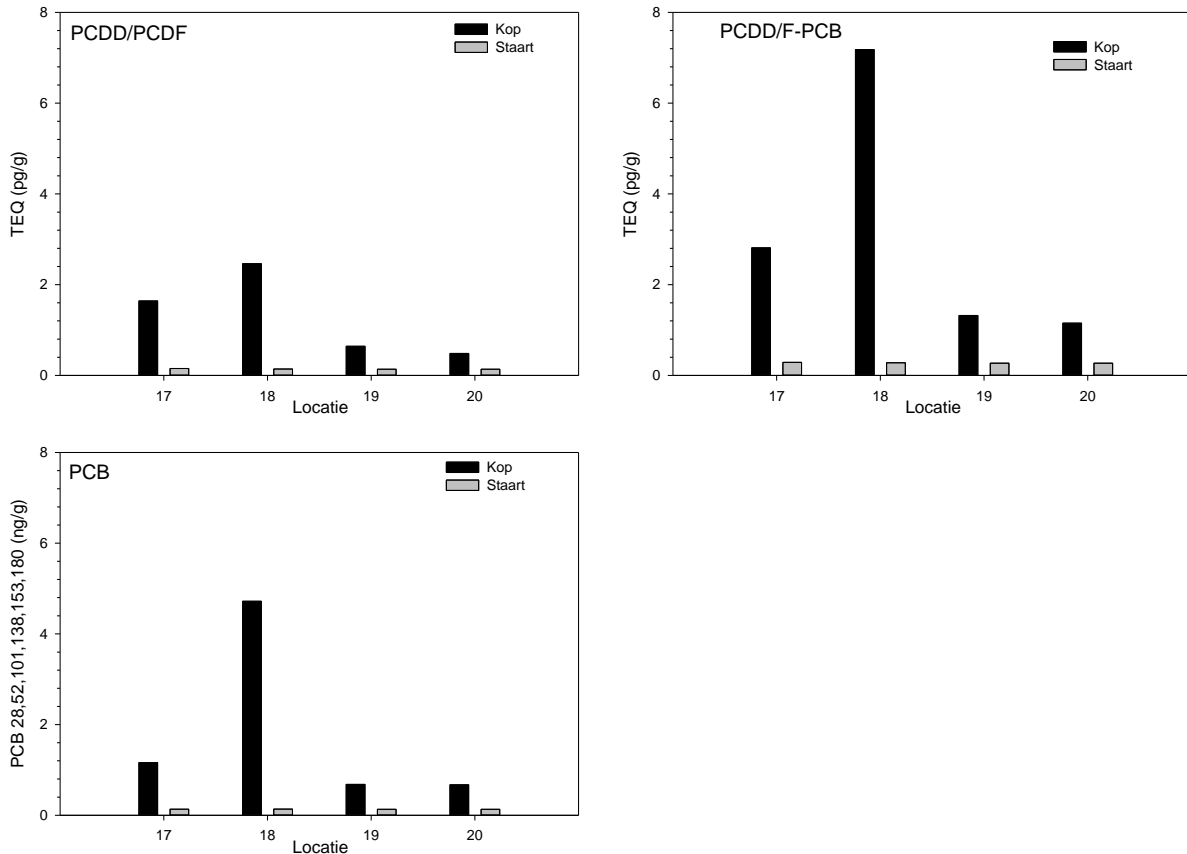 PCDD/PCDF
Kop
Staart
TEQ (pg/g)
8
6
4
2
0
17
18
19
20
Locatie
PCDD/F-PCB
Kop
Staart
TEQ (pg/g)
8
6
4
2
0
17
18
19
20
Locatie
PCB
Kop
Staart
PCB 28,52,101,138,153,180 (ng/g)
8
6
4
2
0
17
18
19
20
Locatie